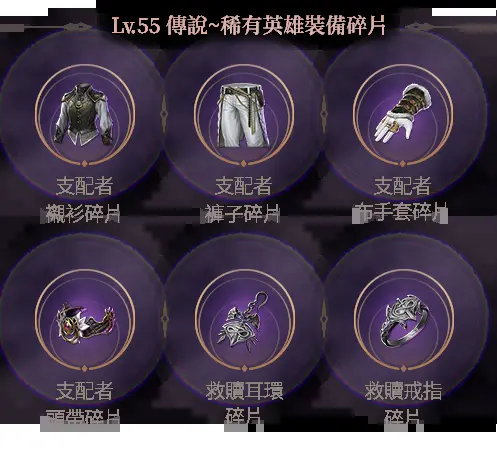 Lv.55 傳說~稀有英雄裝備碎片
支配者
襯衫碎片
支配者
褲子碎片
支配者
布手套碎片
支配者
頭帶碎片
救贖耳環
碎片
救贖戒指
碎片